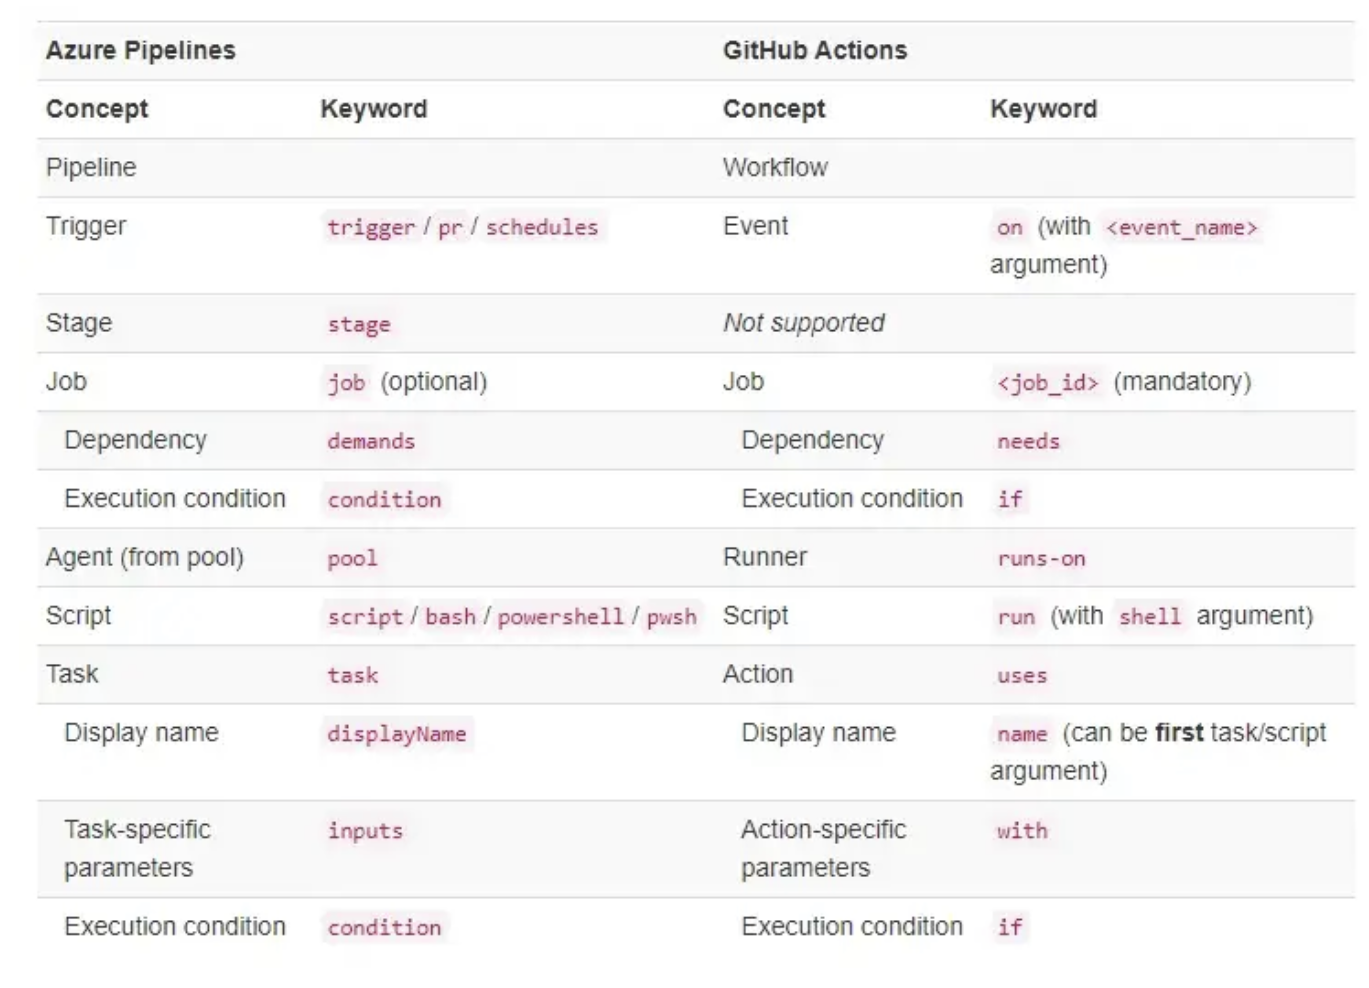 Azure Pipelines GitHub Actions
Concept Keyword Concept Keyword
Pipeline Workflow
Trigger trigger / pr / schedules Event on (with <event_name>
argument)
Stage stage Not supported
Job job (optional) Job <job_id> (mandatory)
Dependency demands Dependency needs
Execution condition condition Execution condition if
Agent (from pool) pool Runner runs-on
Script script / bash / powershell / pwsh Script run (with shell argument)
Task task Action uses
Display name displayName Display name name (can be first task/script
argument)
Task-specific inputs Action-specific with
parameters parameters
Execution condition condition Execution condition if